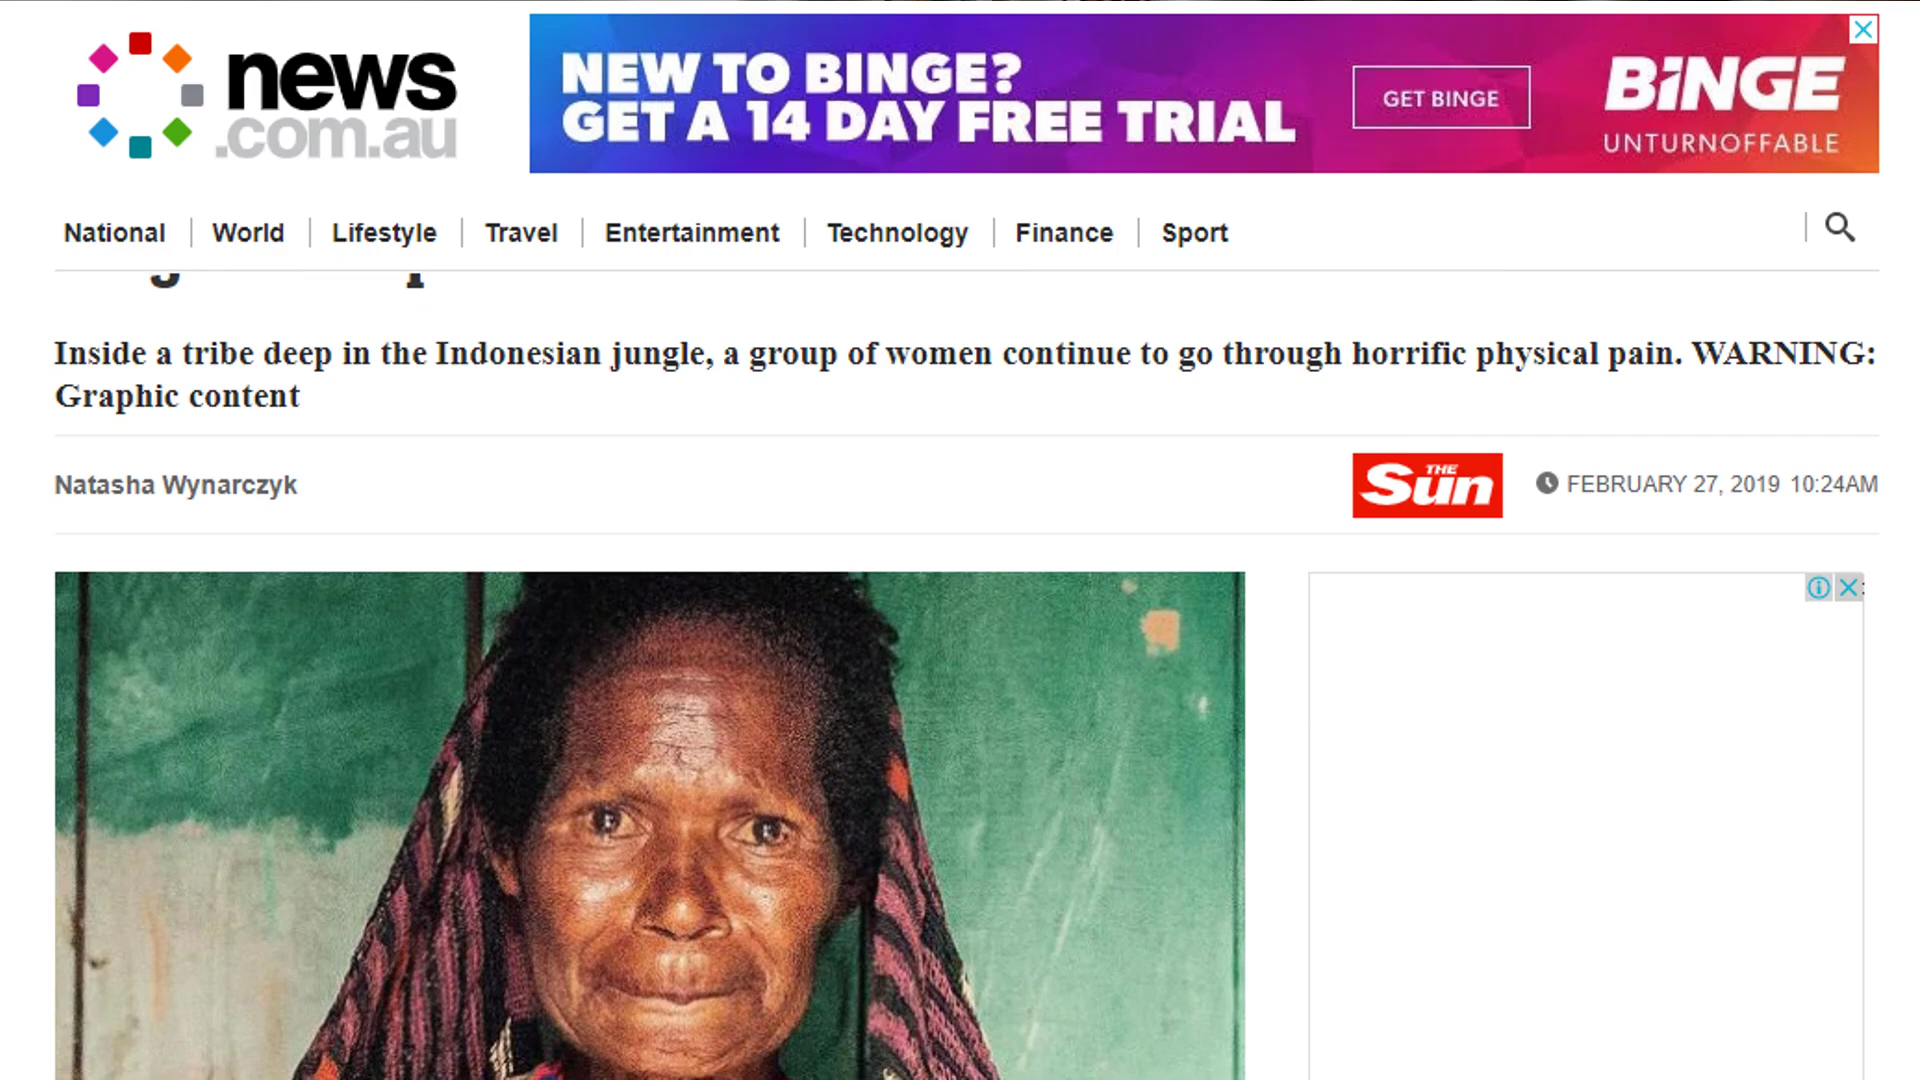 news
.com.au
NEW TO BINGE?
GET A 14 DAY FREE TRIAL
GET BINGE
BiNGE
UNTURNOFFABLE
National
World
Lifestyle
Travel
Entertainment
Technology
Finance
Sport
Inside a tribe deep in the Indonesian jungle, a group of women continue to go through horrific physical pain. WARNING:
Graphic content
Natasha Wynarczyk
THE
Sun
FEBRUARY 27, 2019 10:24AM